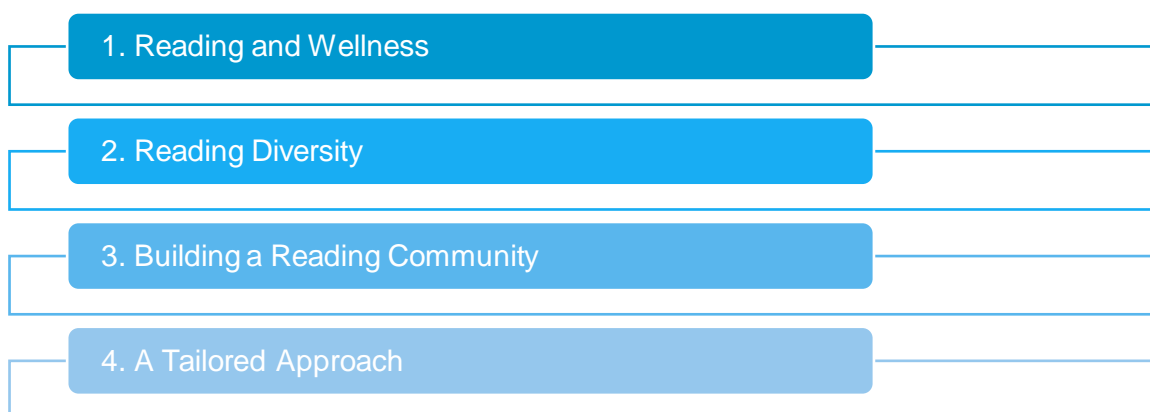 1. Reading and Wellness
2. Reading Diversity
3. Building a Reading Community
4. A Tailored Approach